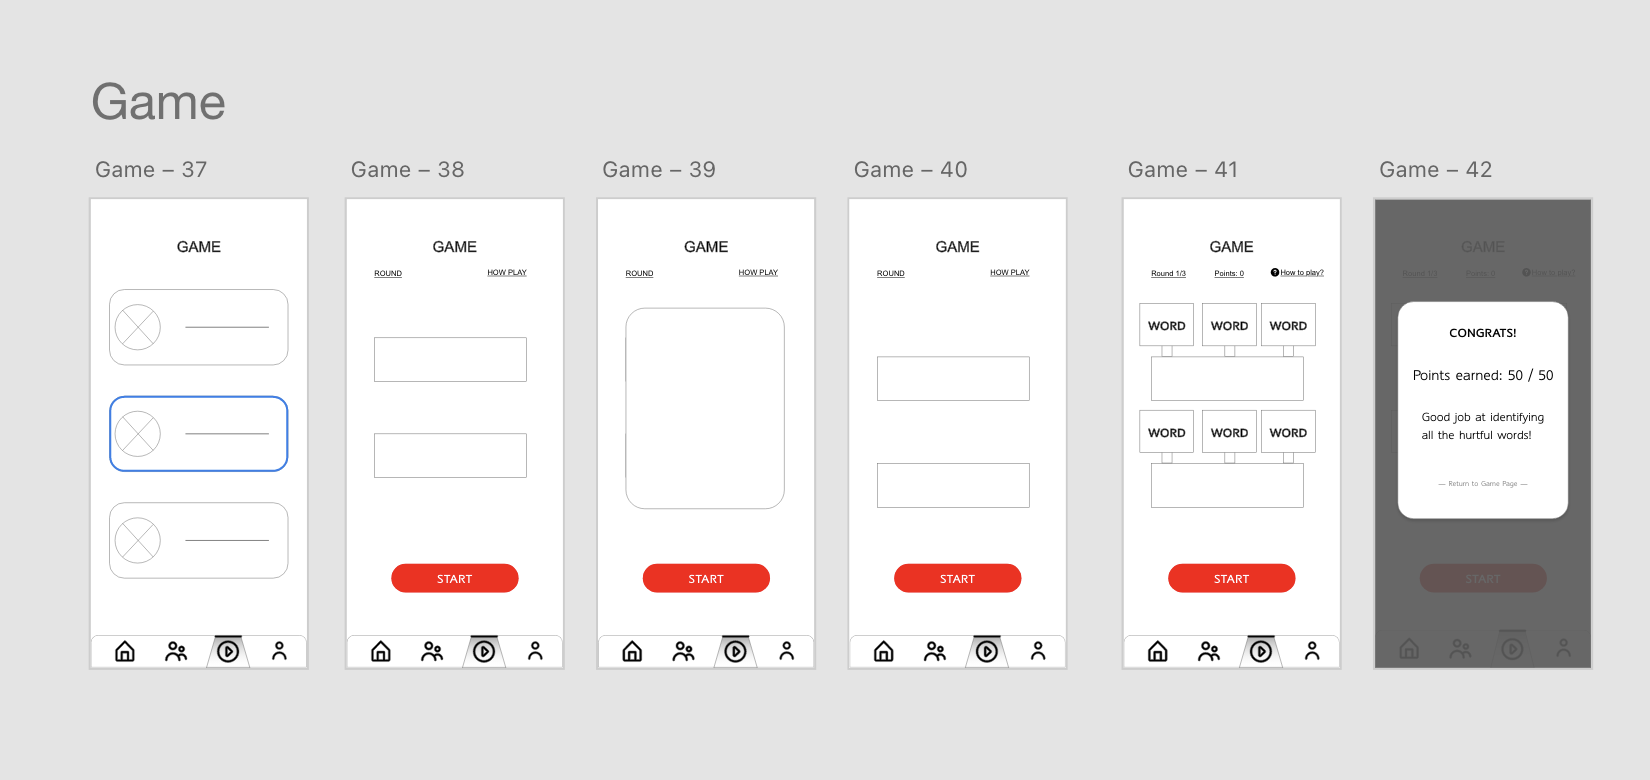 Game
Game – 37
GAME
Game – 38
GAME
ROUND HOW PLAY
START
Game – 39
GAME
ROUND HOW PLAY
START
Game – 40
GAME
ROUND HOW PLAY
START
Game – 41
GAME
Round 1/3 Points: 0 ? How to play?
WORD WORD WORD
WORD WORD WORD
START
Game – 42
GAME
Round 1/3 Points: 0 ? How to play?
CONGRATS!
Points earned: 50 / 50
Good job at identifying
all the hurtful words!
— Return to Game Page —
START